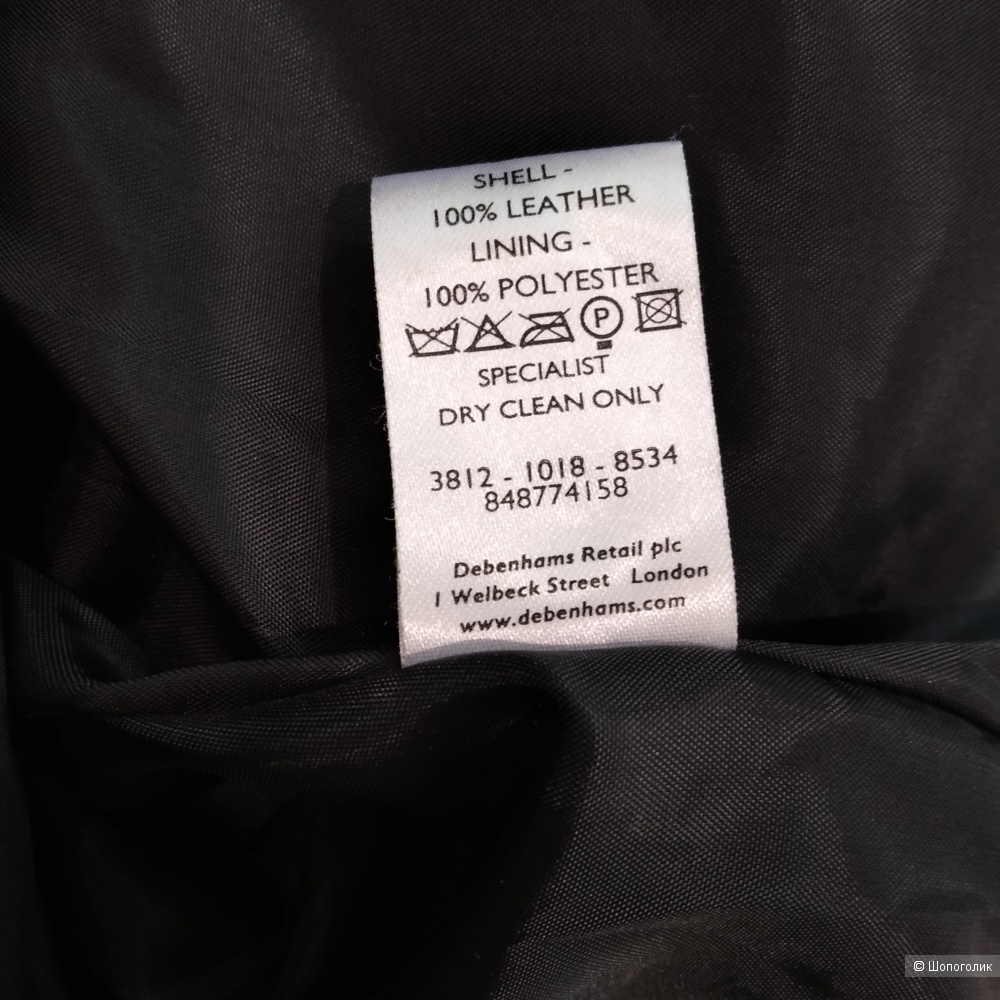 SHELL -
100% LEATHER
LINING -
100% POLYESTER
P
SPECIALIST
DRY CLEAN ONLY
3812 - 1018 - 8534
848774158
Debenhams Retail plc
1 Welbeck Street London
www.debenhams.com
© Шопоголик